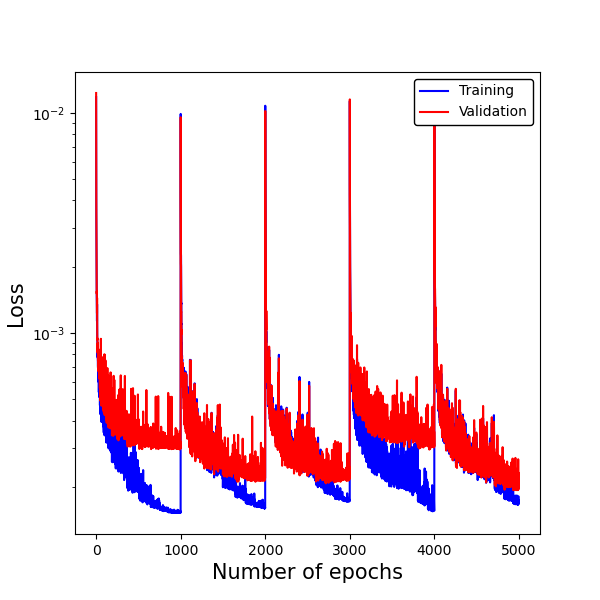 Training
Validation
10⁻²
10⁻³
Loss
0 1000 2000 3000 4000 5000
Number of epochs